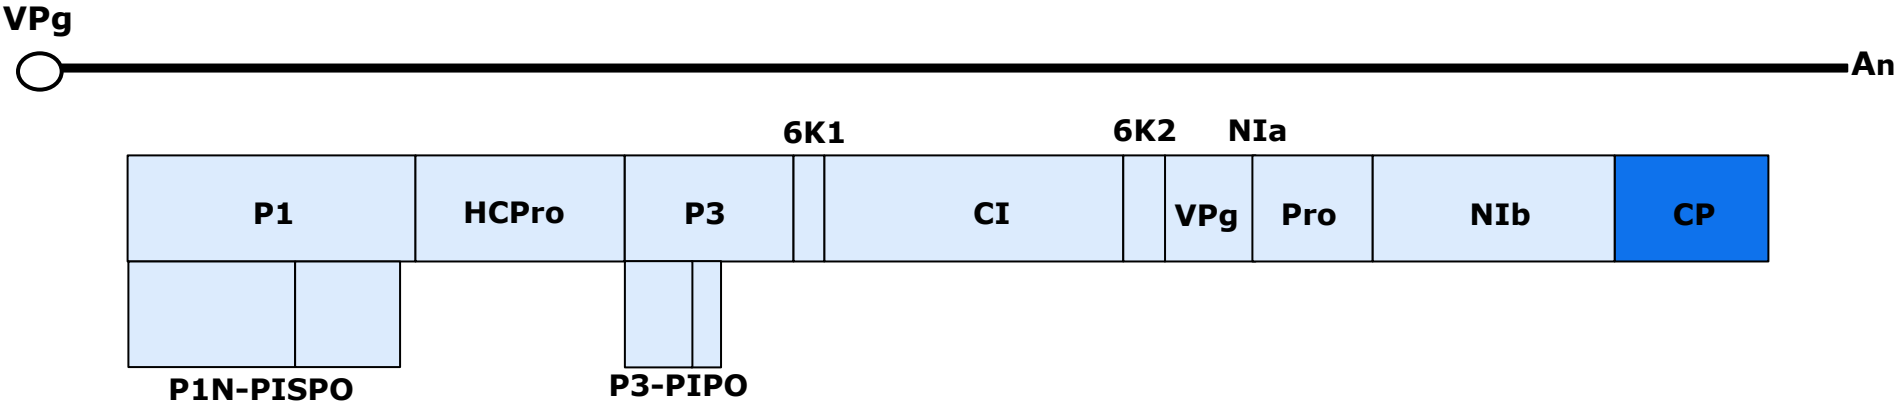 VPg
An
6K1 6K2 NIa
P1 HCPro P3 CI VPg Pro NIb CP
P1N-PISPO P3-PIPO